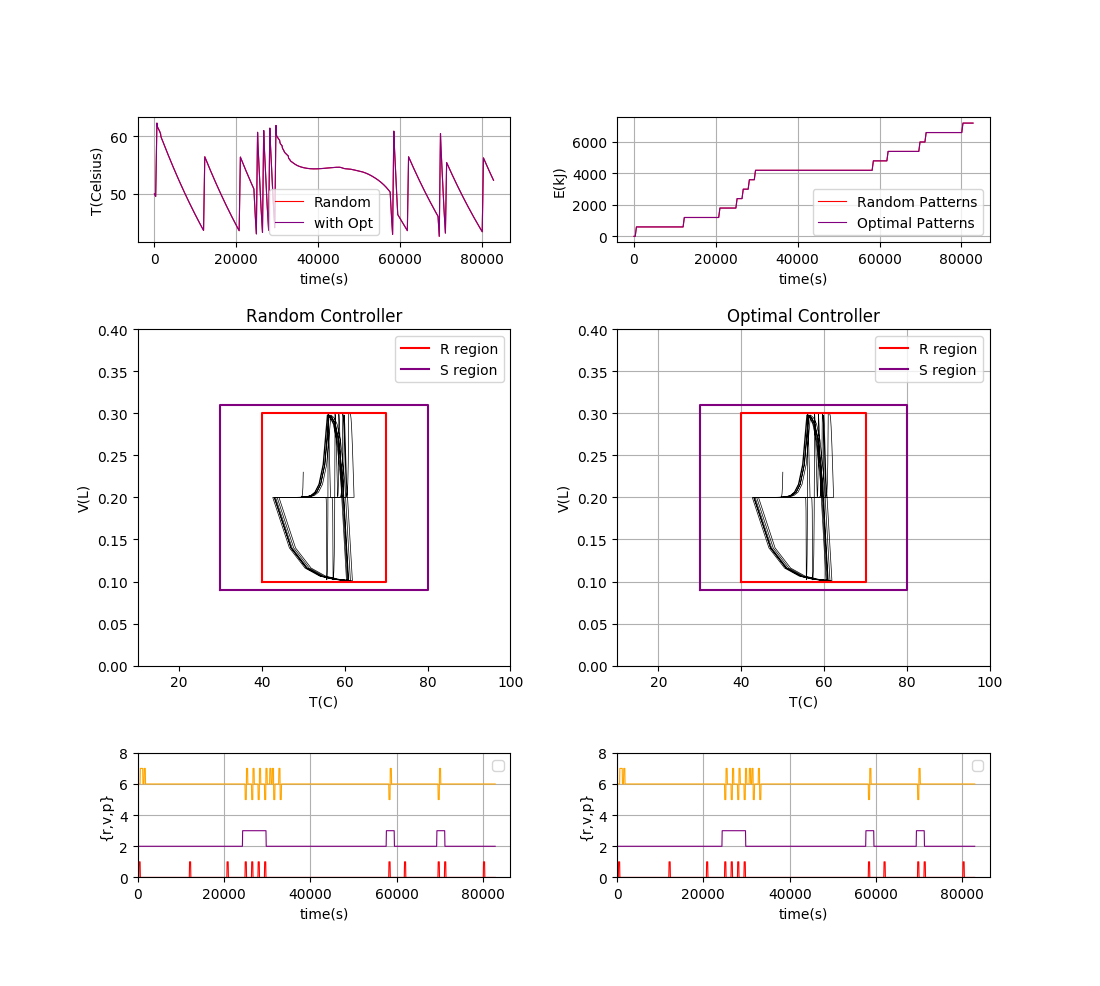 60
50
T(Celsius)
Random
with Opt
0
20000
40000
60000
80000
time(s)
6000
4000
2000
0
E(kJ)
Random Patterns
Optimal Patterns
0
20000
40000
60000
80000
time(s)
Random Controller
0.40
0.35
0.30
0.25
0.20
0.15
0.10
0.05
0.00
V(L)
R region
S region
20
40
60
80
100
T(C)
Optimal Controller
0.40
0.35
0.30
0.25
0.20
0.15
0.10
0.05
0.00
V(L)
R region
S region
20
40
60
80
100
T(C)
8
6
4
2
0
{r,v,p}
0
20000
40000
60000
80000
time(s)
8
6
4
2
0
{r,v,p}
0
20000
40000
60000
80000
time(s)